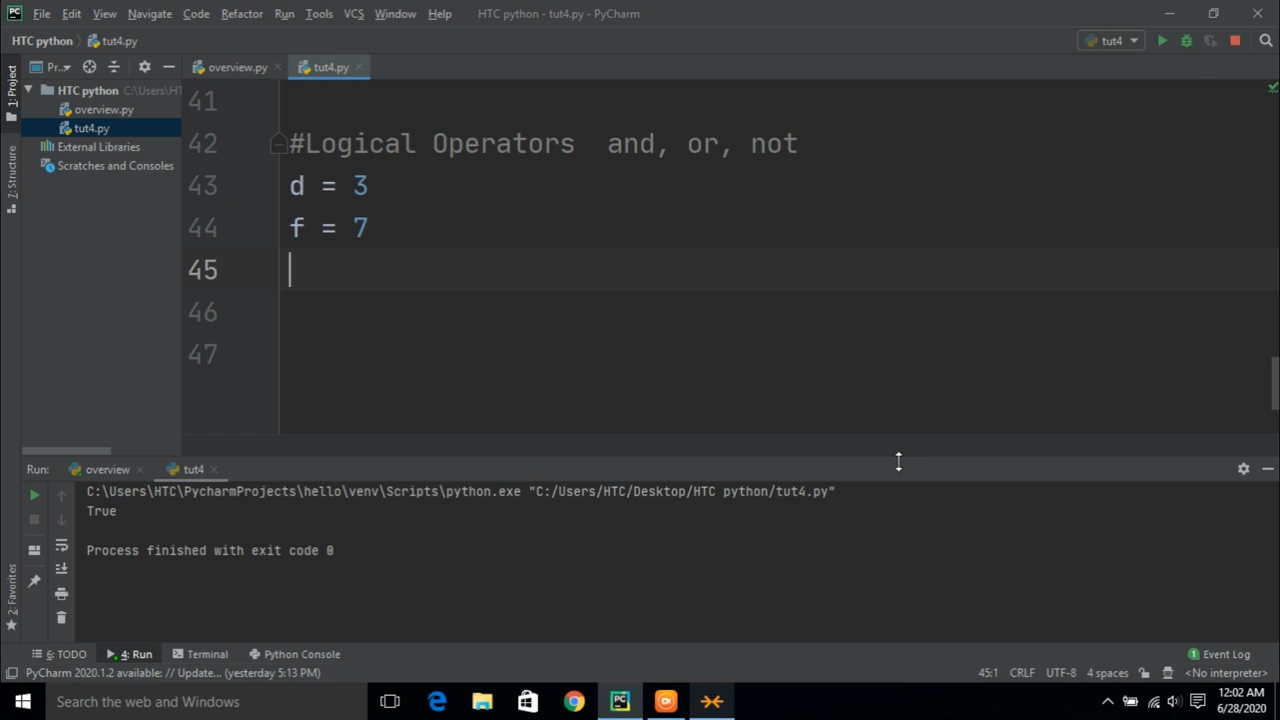 File Edit View Navigate Code Refactor Run Tools VCS Window Help HTC python - tut4.py - PyCharm
HTC python tut4.py tut4
1: Project Pr... overview.py tut4.py
HTC python C:\Users\HT
overview.py
tut4.py
External Libraries
Scratches and Consoles
7: Structure
2: Favorites
41
42 #Logical Operators  and, or, not
43 d = 3
44 f = 7
45
46
47
Run: overview tut4
C:\Users\HTC\PycharmProjects\hello\venv\Scripts\python.exe "C:/Users/HTC/Desktop/HTC python/tut4.py"
True
Process finished with exit code 0
6: TODO 4: Run Terminal Python Console 1 Event Log
PyCharm 2020.1.2 available: // Update... (yesterday 5:13 PM) 45:1 CRLF UTF-8 4 spaces <No interpreter>
Search the web and Windows 12:02 AM
6/28/2020